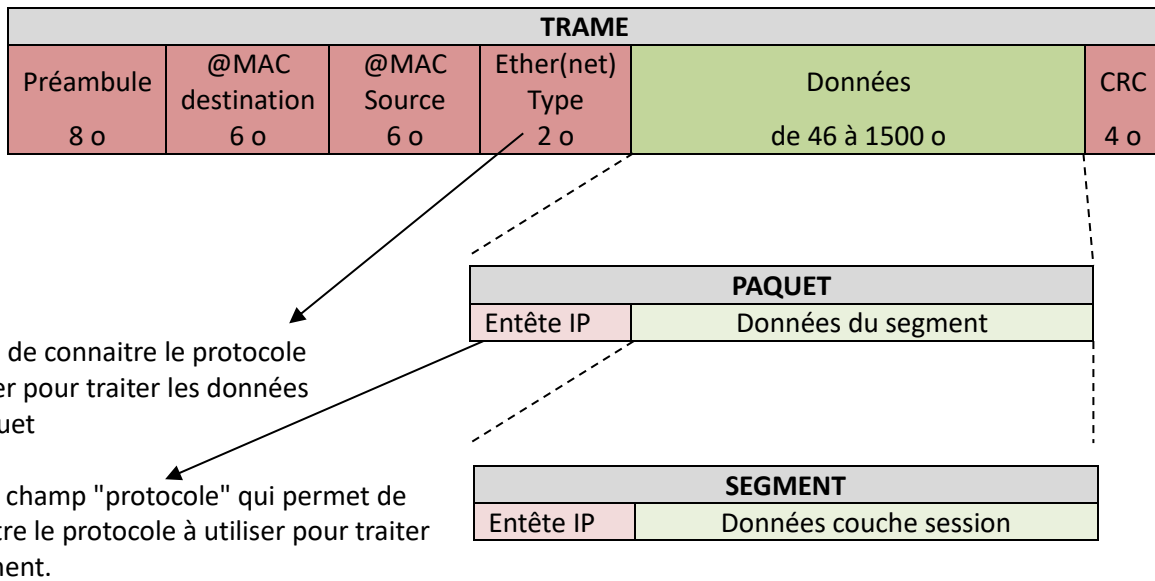 TRAME
Préambule
8 o
@MAC
destination
6 o
@MAC
Source
6 o
Ether(net)
Type
2 o
Données
de 46 à 1500 o
CRC
4 o
PAQUET
Entête IP
Données du segment
de connaitre le protocole
er pour traiter les données
uet
champ "protocole" qui permet de
tre le protocole à utiliser pour traiter
nent.
SEGMENT
Entête IP
Données couche session